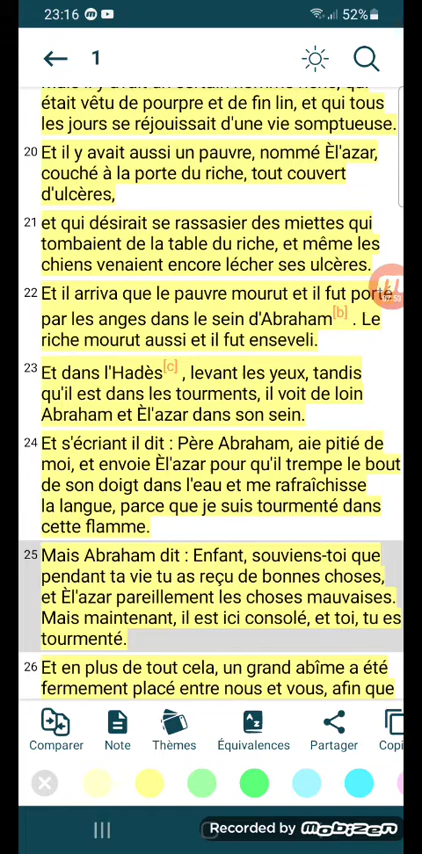 23:16 52%
1
Mais il y avait un certain homme riche, qui
était vêtu de pourpre et de fin lin, et qui tous
les jours se réjouissait d'une vie somptueuse.
20 Et il y avait aussi un pauvre, nommé Èl'azar,
couché à la porte du riche, tout couvert
d'ulcères,
21 et qui désirait se rassasier des miettes qui
tombaient de la table du riche, et même les
chiens venaient encore lécher ses ulcères.
22 Et il arriva que le pauvre mourut et il fut porté
par les anges dans le sein d'Abraham[b] . Le
riche mourut aussi et il fut enseveli.
23 Et dans l'Hadès[c] , levant les yeux, tandis
qu'il est dans les tourments, il voit de loin
Abraham et Èl'azar dans son sein.
24 Et s'écriant il dit : Père Abraham, aie pitié de
moi, et envoie Èl'azar pour qu'il trempe le bout
de son doigt dans l'eau et me rafraîchisse
la langue, parce que je suis tourmenté dans
cette flamme.
25 Mais Abraham dit : Enfant, souviens-toi que
pendant ta vie tu as reçu de bonnes choses,
et Èl'azar pareillement les choses mauvaises.
Mais maintenant, il est ici consolé, et toi, tu es
tourmenté.
26 Et en plus de tout cela, un grand abîme a été
fermement placé entre nous et vous, afin que
Comparer Note Thèmes Équivalences Partager Copi
Recorded by Mobizen